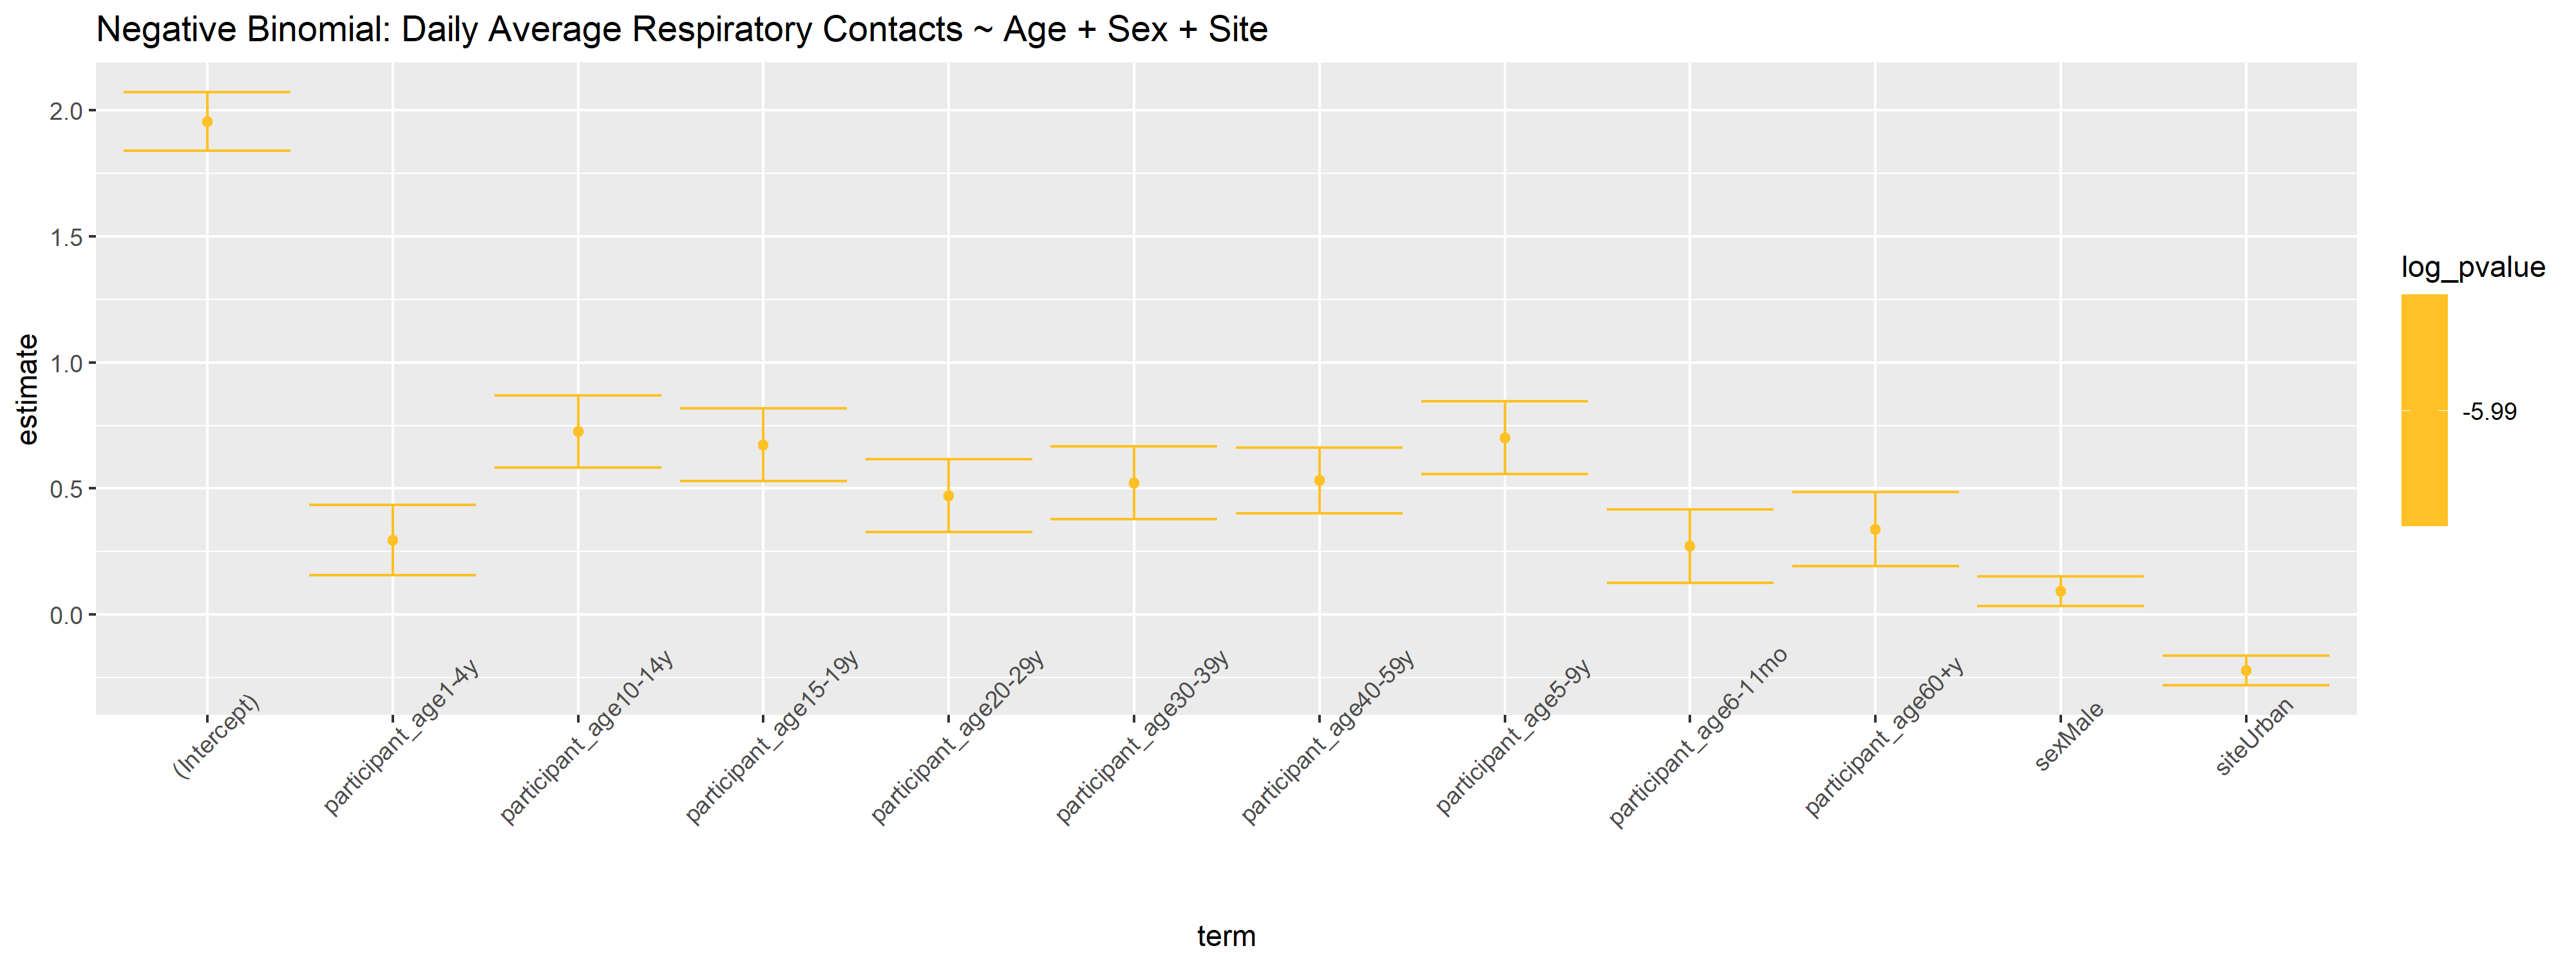 Negative Binomial: Daily Average Respiratory Contacts ~ Age + Sex + Site
estimate
2.0
1.5
1.0
0.5
0.0
(Intercept)
participant_age1-4y
participant_age10-14y
participant_age15-19y
participant_age20-29y
participant_age30-39y
participant_age40-59y
participant_age5-9y
participant_age6-11mo
participant_age60+y
sexMale
siteUrban
term
log_pvalue
-5.99